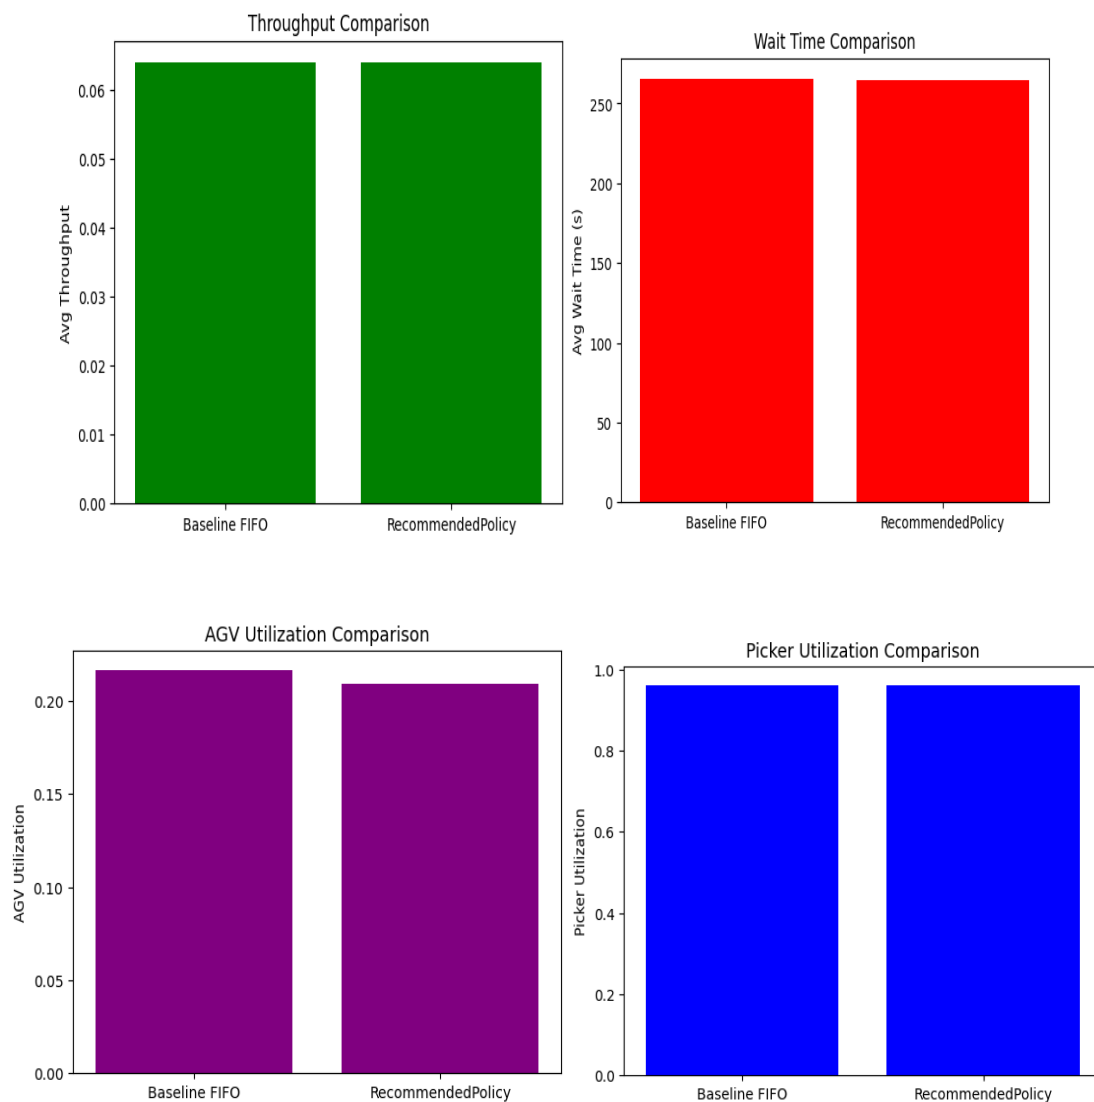 Throughput Comparison
Avg Throughput
0.06
0.05
0.04
0.03
0.02
0.01
0.00
Baseline FIFO RecommendedPolicy
Wait Time Comparison
Avg Wait Time (s)
250
200
150
100
50
0
Baseline FIFO RecommendedPolicy
AGV Utilization Comparison
AGV Utilization
0.20
0.15
0.10
0.05
0.00
Baseline FIFO RecommendedPolicy
Picker Utilization Comparison
Picker Utilization
1.0
0.8
0.6
0.4
0.2
0.0
Baseline FIFO RecommendedPolicy